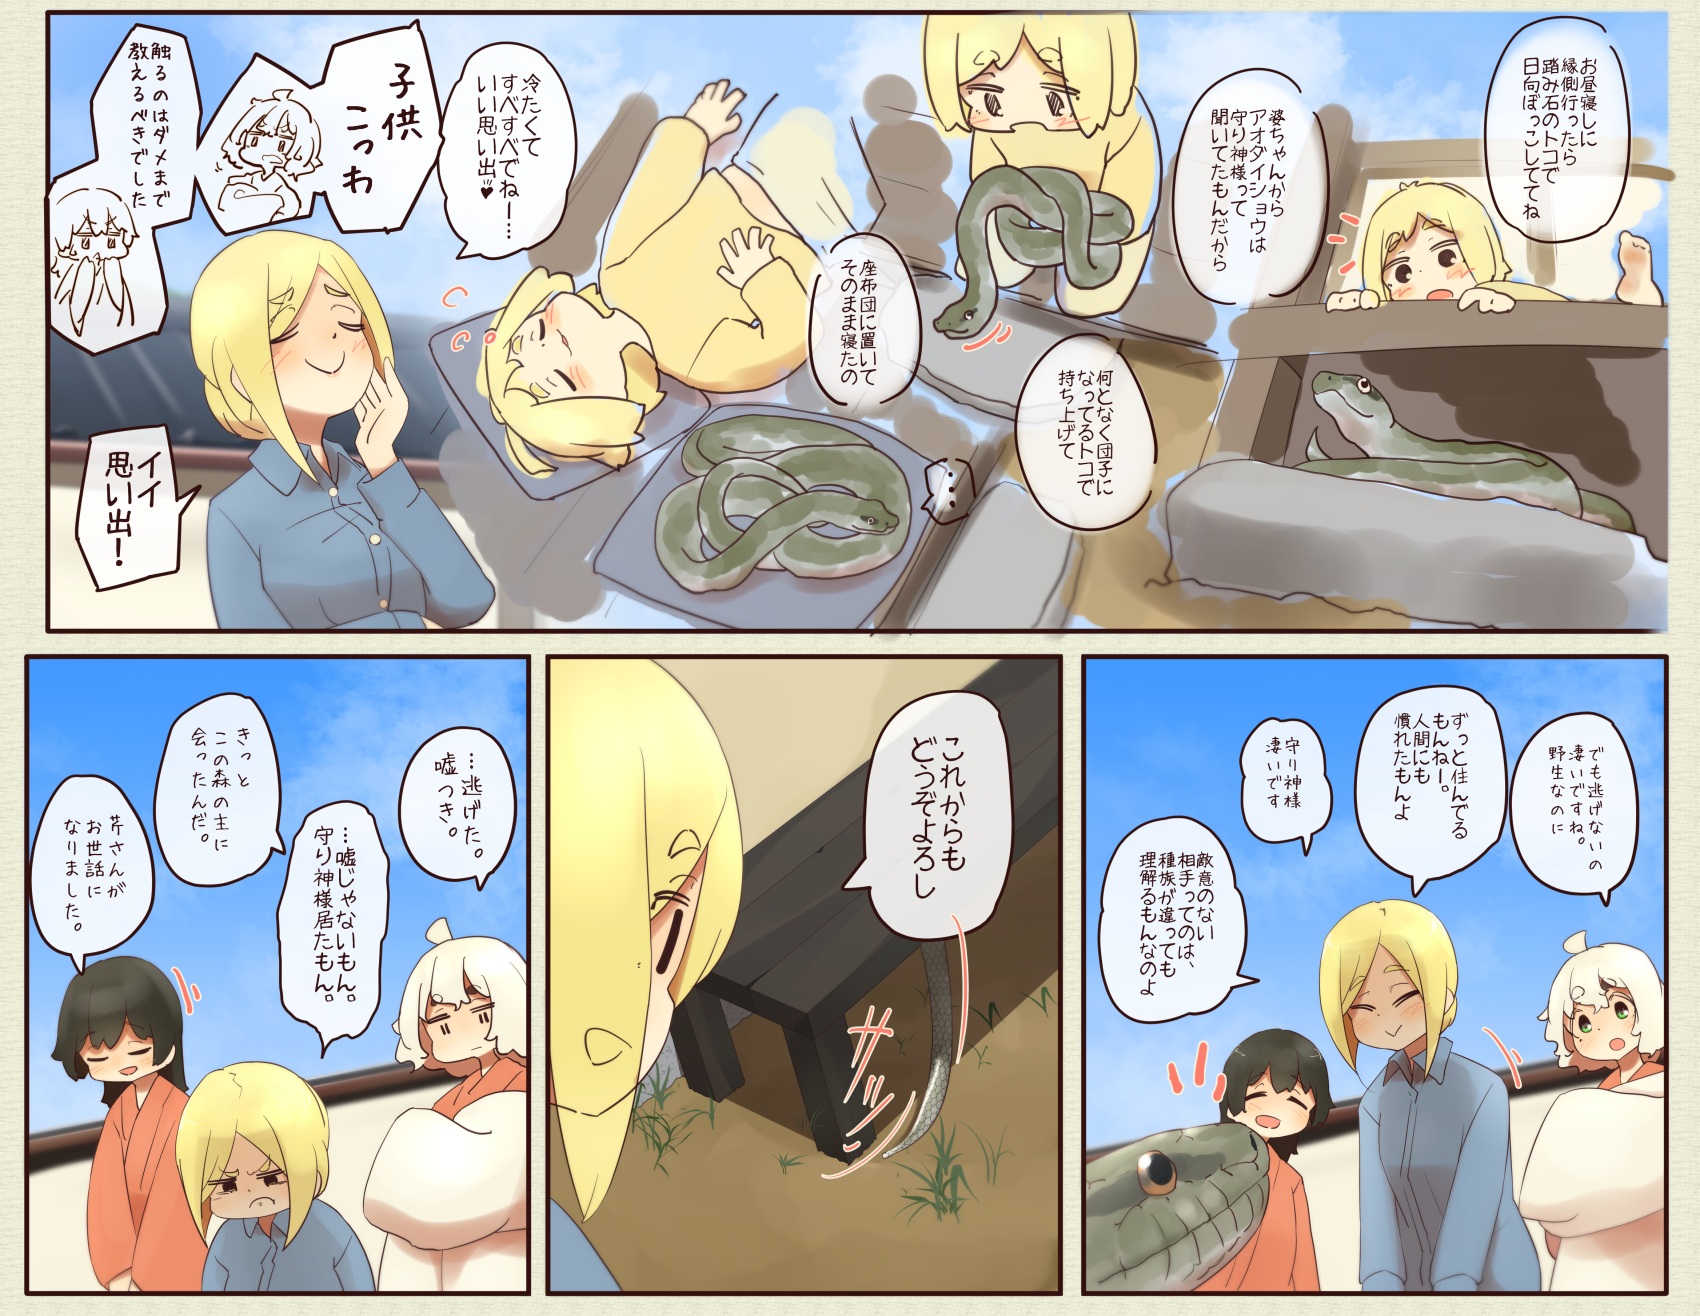 お昼寝しに
縁側行ったら
踏み石のトコで
日向ぼっこしててね
婆ちゃんから
アオダイショウは
守り神様って
聞いてたもんだから
何となく団子に
なってるトコで
持ち上げて
座布団に置いて
そのまま寝たの
冷たくて
すべすべでねー…
いい思い出♥
子供
こっわ
触るのはダメまで
教えるべきでした
イイ
思い出！
でも逃げないの
凄いですね。
野生なのに
ずっと住んでる
もんねー。
人間にも
慣れたもんよ
守り神様
凄いです
敵意のない
相手ってのは、
種族が違っても
理解るもんなのよ
これからも
どうぞよろし
…逃げた。
嘘つき。
…嘘じゃないもん。
守り神様居たもん。
きっと
この森の主に
会ったんだ。
芹さんが
お世話に
なりました。